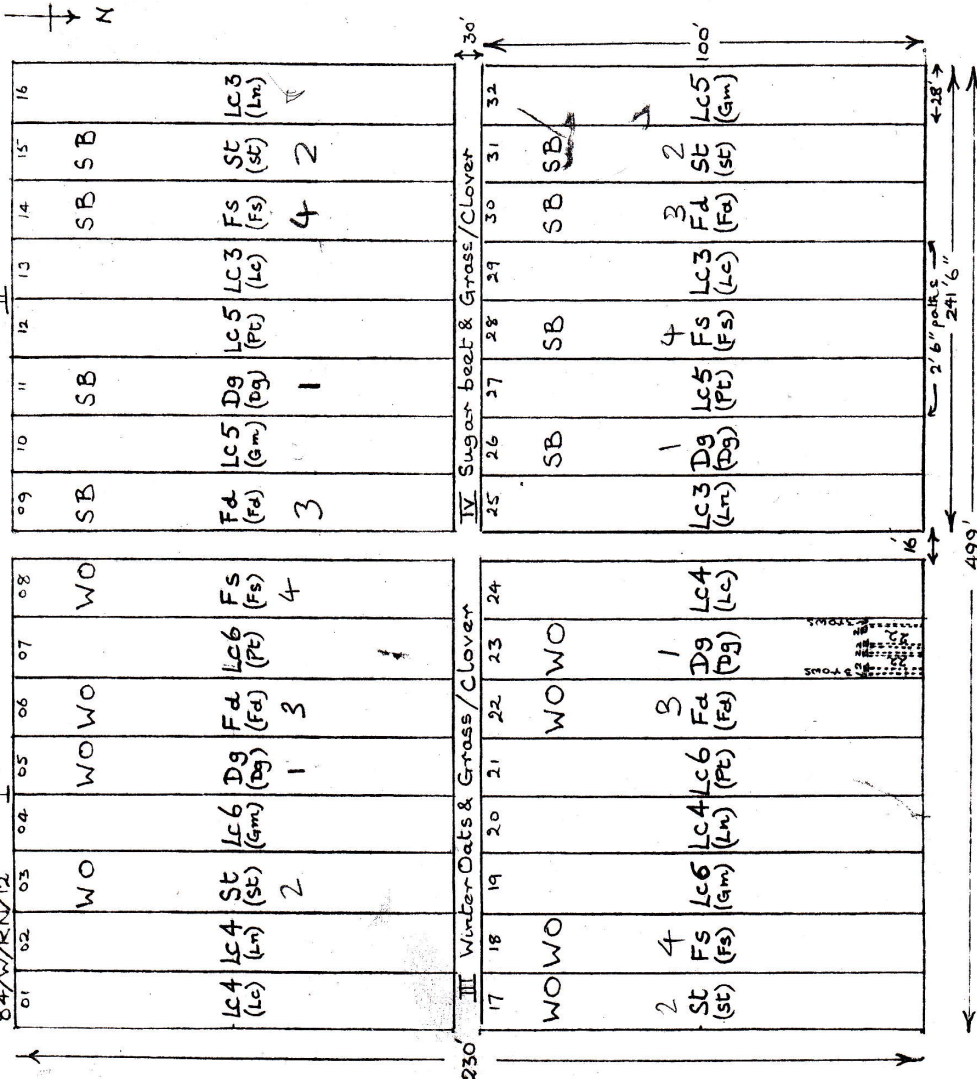 N
84/W/RN/12
I
II
01 02 03 04 05 06 07 08
WO WO WO WO
Lc4 Lc4 St Lc6 Dg Fd Lc6 Fs
(Lc) (Ln) (St) (Gm) (Dg) (Fd) (Pt) (Fs)
2 1 3 4
09 10 11 12 13 14 15 16
SB SB SB SB
Fd Lc5 Dg Lc5 Lc3 Fs St Lc3
(Fd) (Gm) (Dg) (Pt) (Lc) (Fs) (St) (Ln)
3 1 4 2
III Winter Oats & Grass/Clover
IV Sugar beet & Grass/Clover
30'
17 18 19 20 21 22 23 24
WO WO WO WO
2 4 3 1
St Fs Lc6 Lc4 Lc6 Fd Dg Lc4
(St) (Fs) (Gm) (Ln) (Pt) (Fd) (Dg) (Lc)
3 rows 22 22 3 rows
25 26 27 28 29 30 31 32
SB SB SB SB
1 4 3 2
Lc3 Dg Lc5 Fs Lc3 Fd St Lc5
(Ln) (Dg) (Pt) (Fs) (Lc) (Fd) (St) (Gm)
100'
230'
16'
2'6" paths
28'
241'6"
499'